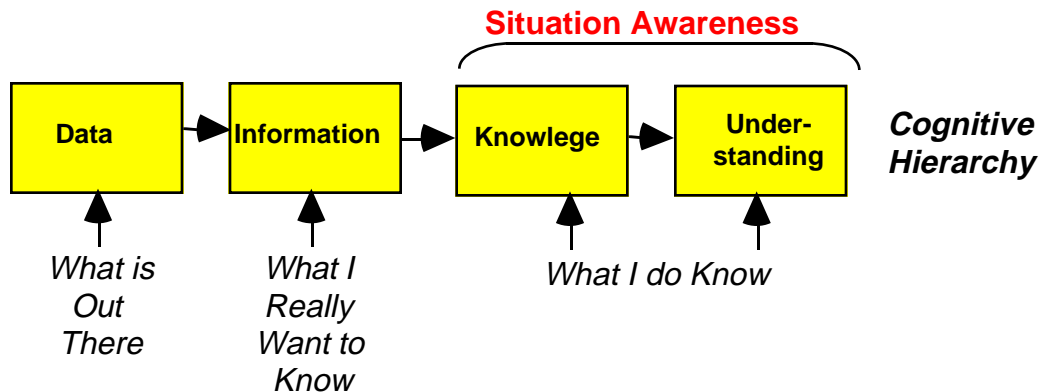 Situation Awareness
Data
Information
Knowlege
Under-
standing
Cognitive
Hierarchy
What is
Out
There
What I
Really
Want to
Know
What I do Know